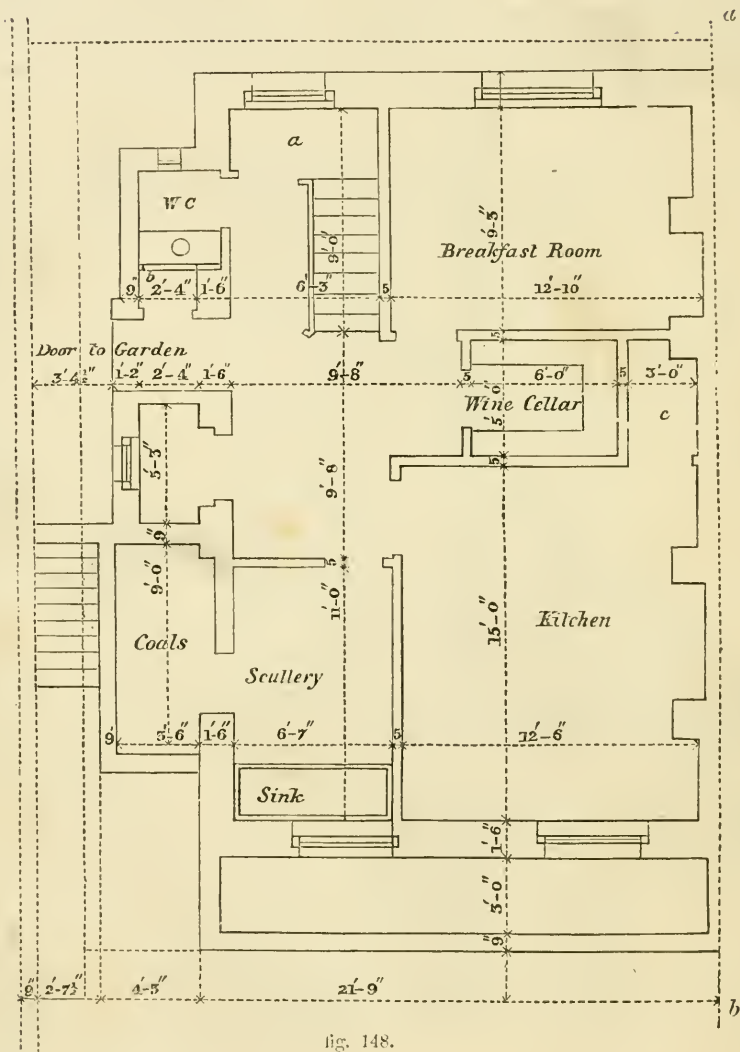 a
a
WC
9'-3"
9'-0"
Breakfast Room
b
9" 2'-4" 1'-6" 6'-3" 5 12'-10"
Door to Garden
5
3'-4½" 1'-2" 2'-4" 1'-6" 9'-8" 5 6'-0" 5 3'-0"
5'-0"
Wine Cellar
c
5'-3"
9'-8"
5
9"
9'-0"
5
11'-0"
15'-0"
Kitchen
Coals
Scullery
9" 5'-6" 1'-6" 6'-7" 5 12'-6"
Sink
1'-6"
3'-0"
9"
9" 2'-7½" 4'-5" 21'-9"
b
fig. 148.